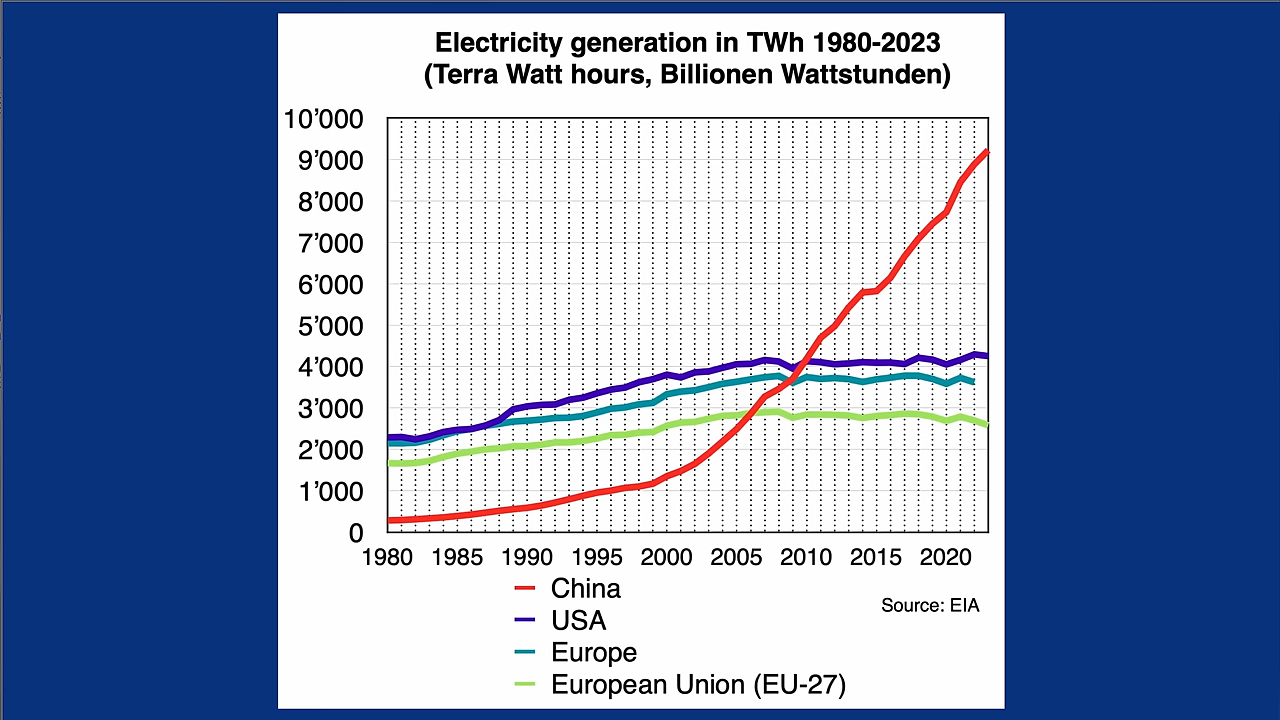 Electricity generation in TWh 1980-2023
(Terra Watt hours, Billionen Wattstunden)
10’000
9’000
8’000
7’000
6’000
5’000
4’000
3’000
2’000
1’000
0
1980 1985 1990 1995 2000 2005 2010 2015 2020
China
Source: EIA
USA
Europe
European Union (EU-27)